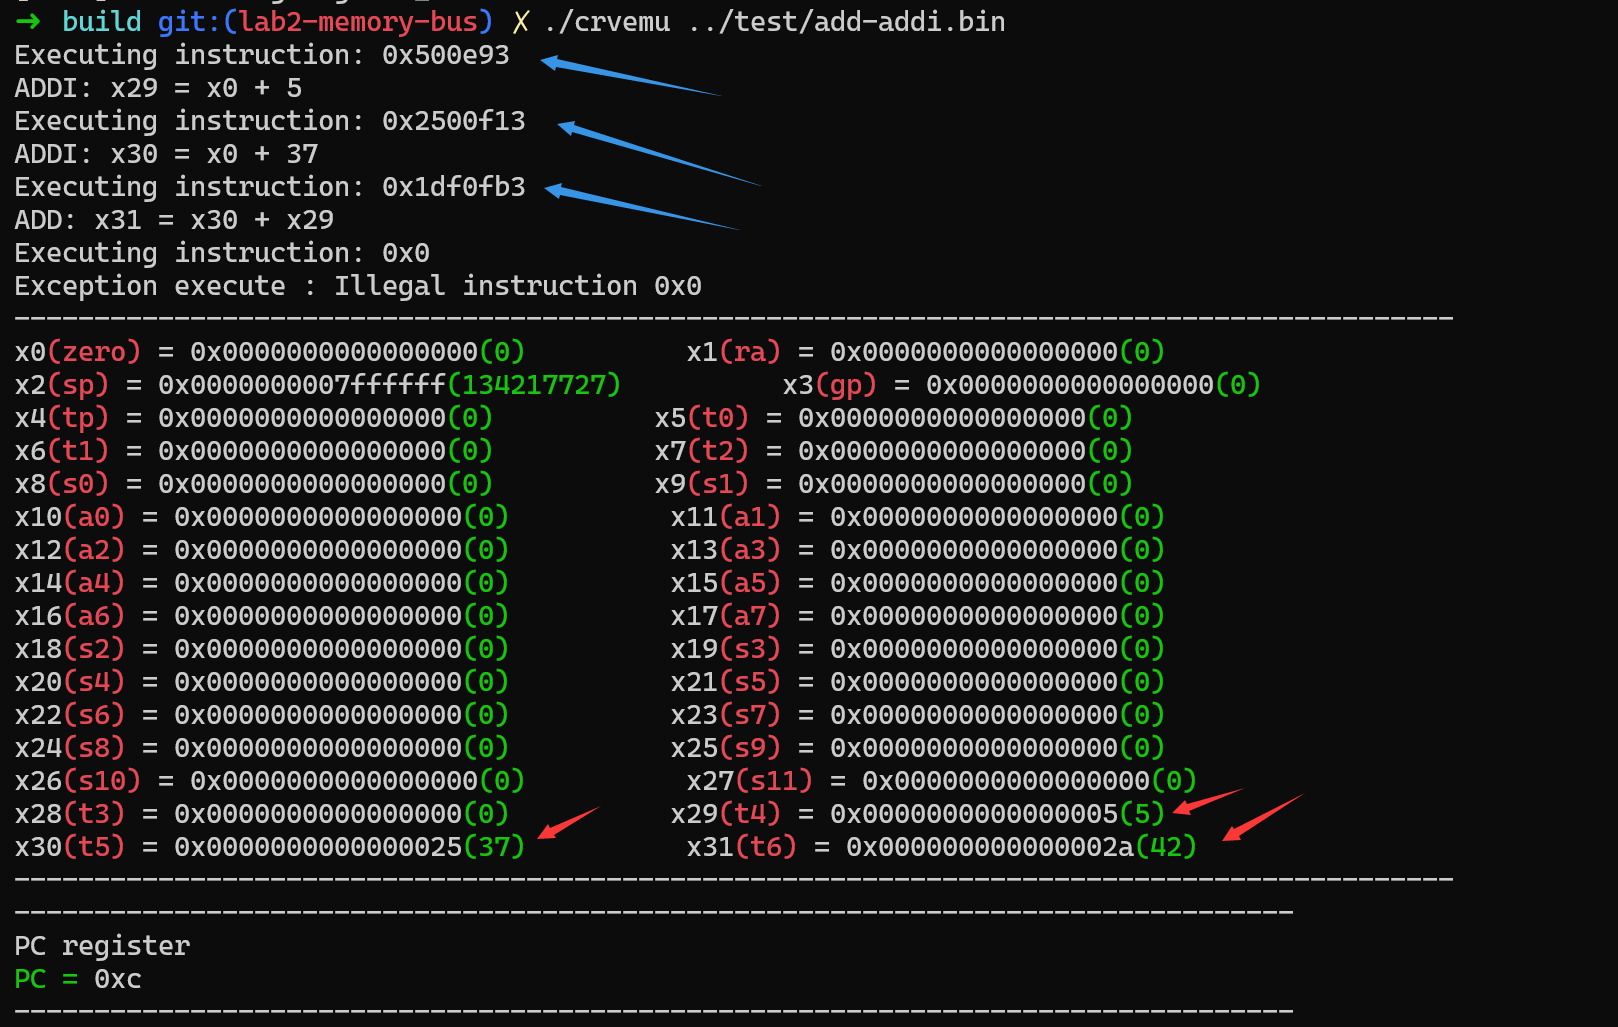 → build git:(lab2-memory-bus) ✗ ./crvemu ../test/add-addi.bin
Executing instruction: 0x500e93
ADDI: x29 = x0 + 5
Executing instruction: 0x2500f13
ADDI: x30 = x0 + 37
Executing instruction: 0x1df0fb3
ADD: x31 = x30 + x29
Executing instruction: 0x0
Exception execute : Illegal instruction 0x0
------------------------------------------------------------------------------------------
x0(zero) = 0x0000000000000000(0)          x1(ra) = 0x0000000000000000(0)
x2(sp) = 0x0000000007ffffff(134217727)          x3(gp) = 0x0000000000000000(0)
x4(tp) = 0x0000000000000000(0)          x5(t0) = 0x0000000000000000(0)
x6(t1) = 0x0000000000000000(0)          x7(t2) = 0x0000000000000000(0)
x8(s0) = 0x0000000000000000(0)          x9(s1) = 0x0000000000000000(0)
x10(a0) = 0x0000000000000000(0)          x11(a1) = 0x0000000000000000(0)
x12(a2) = 0x0000000000000000(0)          x13(a3) = 0x0000000000000000(0)
x14(a4) = 0x0000000000000000(0)          x15(a5) = 0x0000000000000000(0)
x16(a6) = 0x0000000000000000(0)          x17(a7) = 0x0000000000000000(0)
x18(s2) = 0x0000000000000000(0)          x19(s3) = 0x0000000000000000(0)
x20(s4) = 0x0000000000000000(0)          x21(s5) = 0x0000000000000000(0)
x22(s6) = 0x0000000000000000(0)          x23(s7) = 0x0000000000000000(0)
x24(s8) = 0x0000000000000000(0)          x25(s9) = 0x0000000000000000(0)
x26(s10) = 0x0000000000000000(0)          x27(s11) = 0x0000000000000000(0)
x28(t3) = 0x0000000000000000(0)          x29(t4) = 0x0000000000000005(5)
x30(t5) = 0x0000000000000025(37)          x31(t6) = 0x000000000000002a(42)
------------------------------------------------------------------------------------------
--------------------------------------------------------------------------------
PC register
PC = 0xc
--------------------------------------------------------------------------------